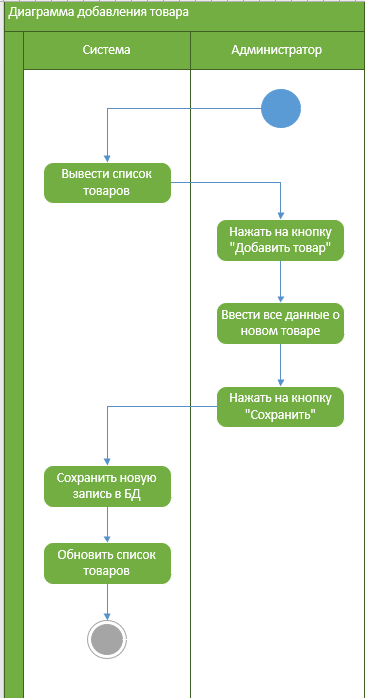 Диаграмма добавления товара
Система
Администратор
Вывести список
товаров
Нажать на кнопку
"Добавить товар"
Ввести все данные о
новом товаре
Нажать на кнопку
"Сохранить"
Сохранить новую
запись в БД
Обновить список
товаров